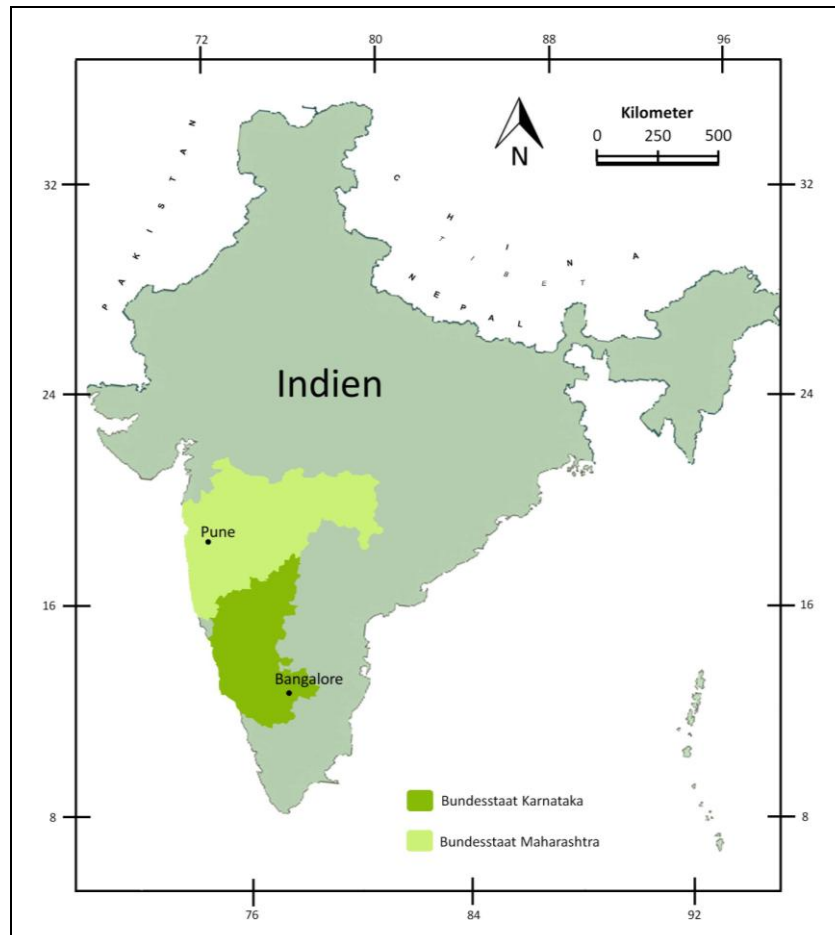 72 80 88 96
Kilometer
0 250 500
N
32 32
PAKISTAN
CHINA
TIBET
NEPAL
Indien
24 24
Pune
16 16
Bangalore
Bundesstaat Karnataka
8 8
Bundesstaat Maharashtra
76 84 92